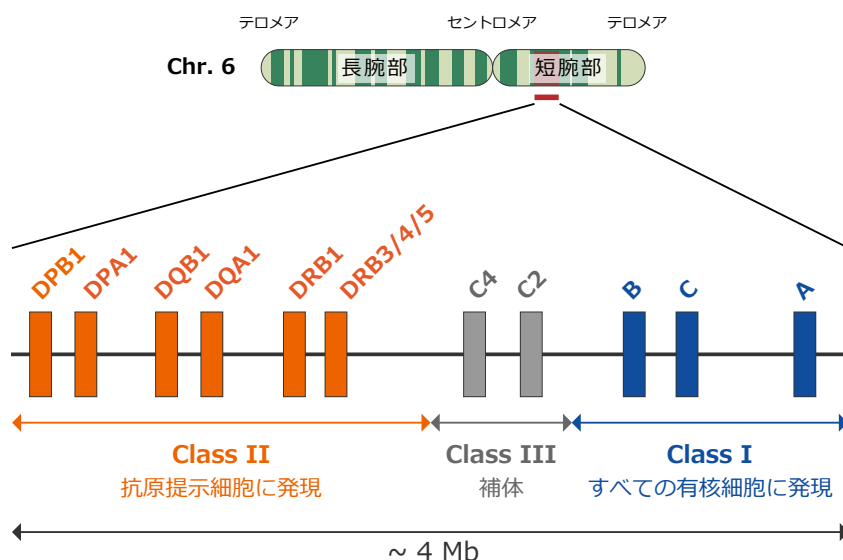 テロメア セントロメア テロメア
Chr. 6 長腕部 短腕部
DPB1 DPA1 DQB1 DQA1 DRB1 DRB3/4/5 C4 C2 B C A
Class II Class III Class I
抗原提示細胞に発現 補体 すべての有核細胞に発現
~ 4 Mb